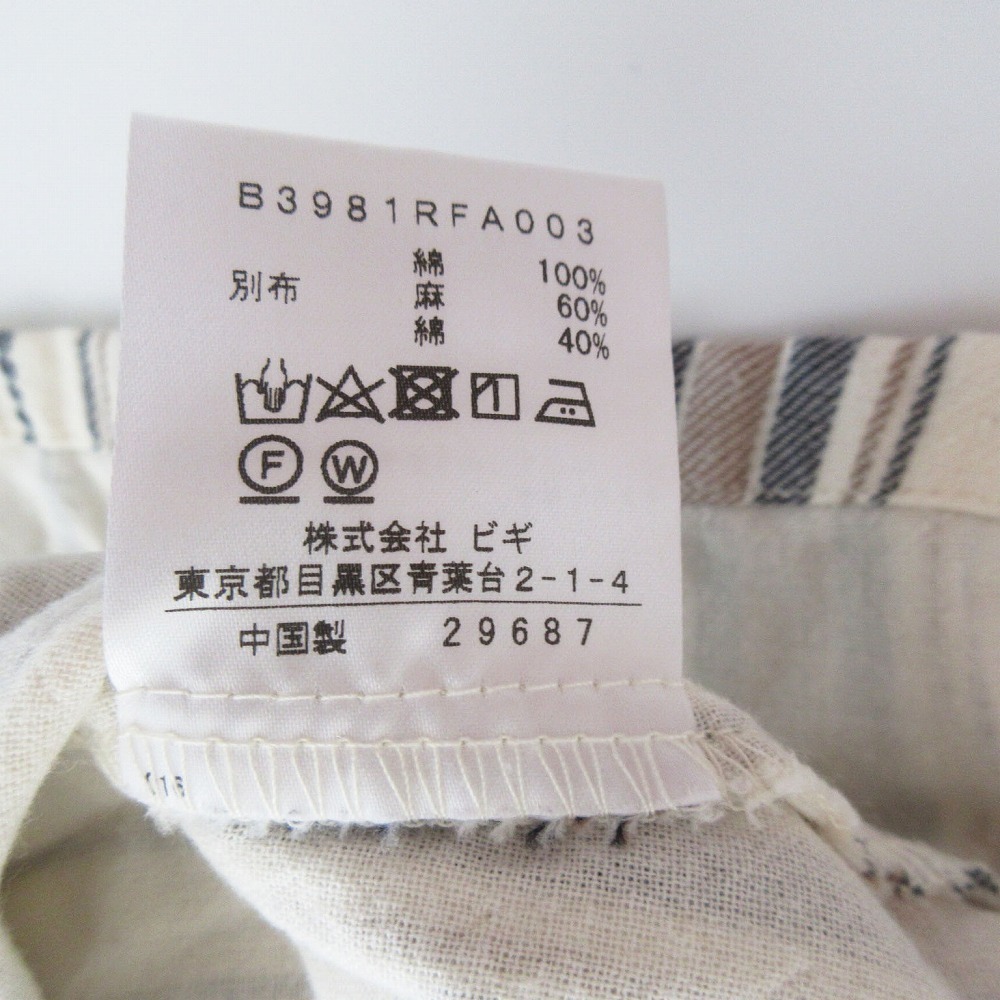 B3981RFA003
綿 100%
別布 麻 60%
綿 40%
F W
株式会社 ビギ
東京都目黒区青葉台2-1-4
中国製 29687